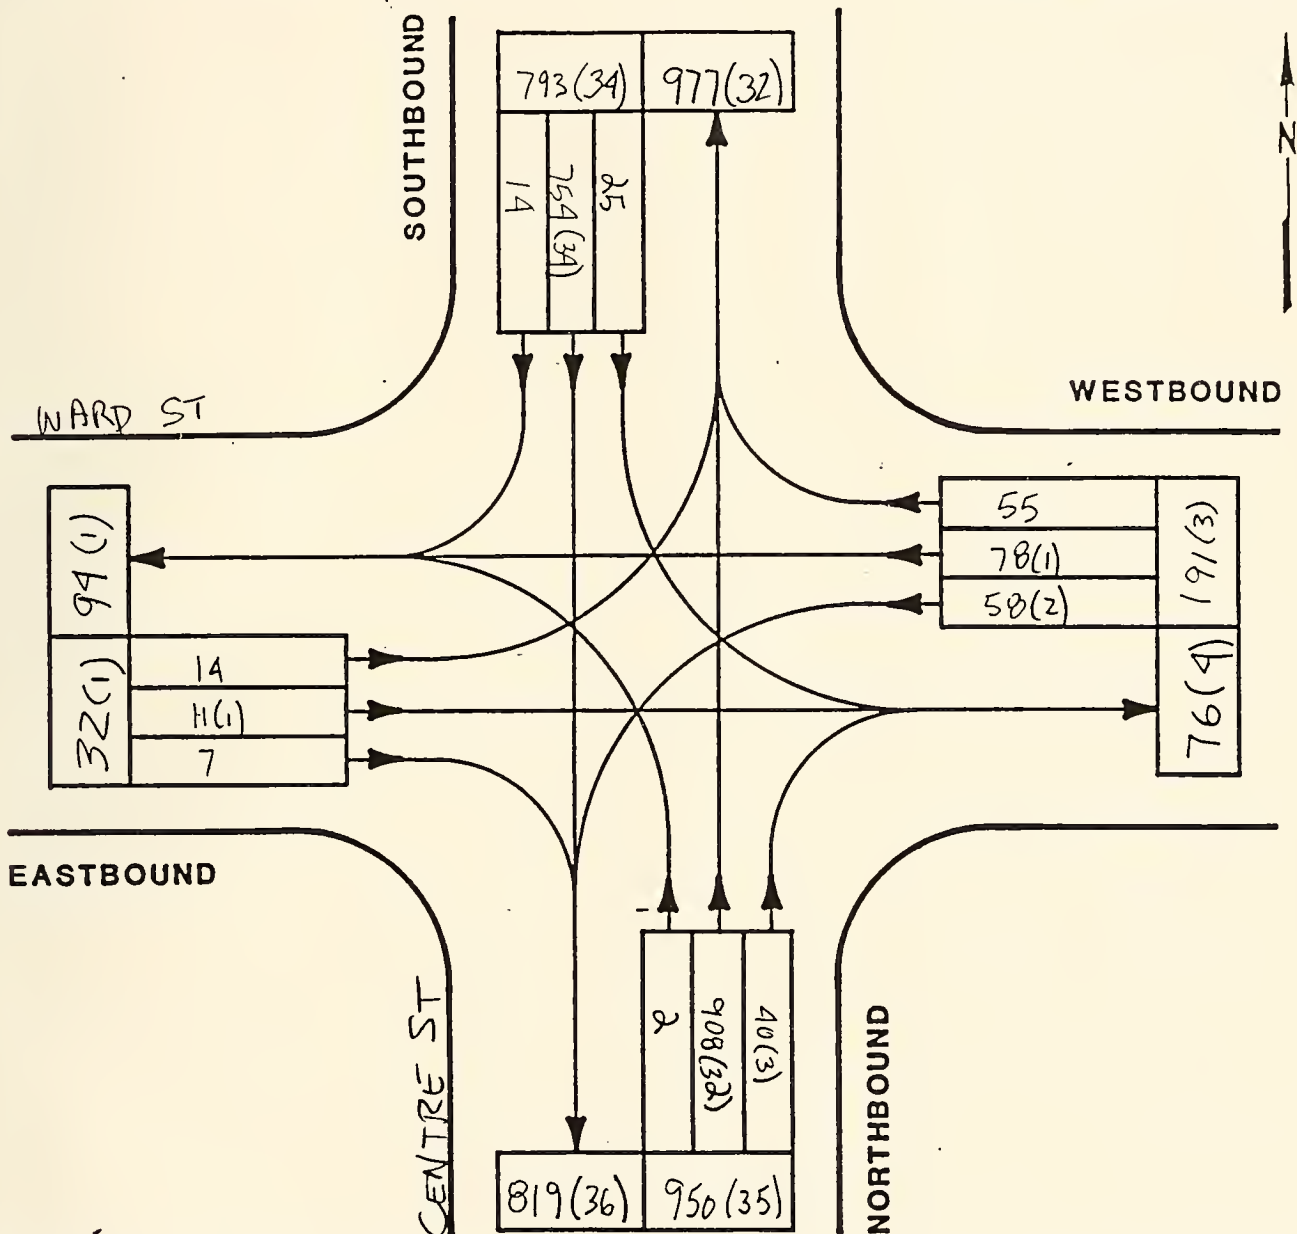 SOUTHBOUND
793(34) 977(32)
14 754(34) 25
N
WARD ST
WESTBOUND
94(1)
55
78(1)
58(2)
191(3)
32(1)
14
11(1)
7
76(4)
EASTBOUND
CENTRE ST
2 908(32) 40(3)
NORTHBOUND
819(36) 950(35)